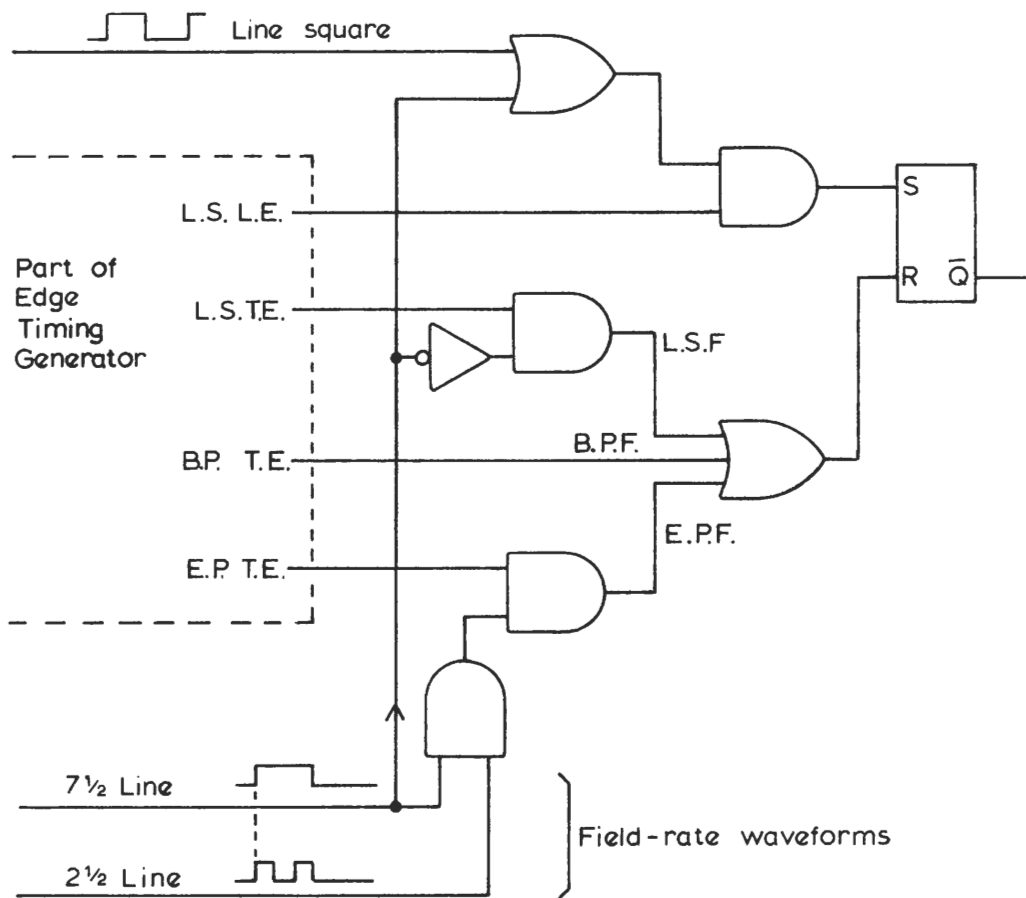 Line square
L.S. L.E.
S
Part of
Edge
Timing
Generator
L.S.T.E.
R Q̅
L.S.F
B.P.F.
B.P. T.E.
E.P.F.
E.P. T.E.
7½ Line
Field-rate waveforms
2½ Line